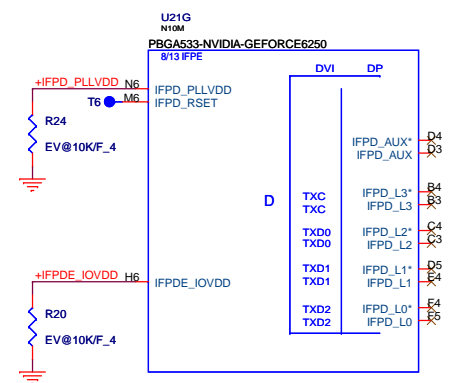 U21G
N10M
PBGA533-NVIDIA-GEFORCE6250
8/13 IFPE
DVI DP
+IFPD_PLLVDD N6 IFPD_PLLVDD
T6 M6 IFPD_RSET
R24
EV@10K/F_4
IFPD_AUX* D4
IFPD_AUX D3
D
TXC IFPD_L3* B4
TXC IFPD_L3 B3
TXD0 IFPD_L2* C4
TXD0 IFPD_L2 C3
+IFPDE_IOVDD H6 IFPDE_IOVDD
TXD1 IFPD_L1* D5
TXD1 IFPD_L1 E4
R20
EV@10K/F_4
TXD2 IFPD_L0* F4
TXD2 IFPD_L0 F5